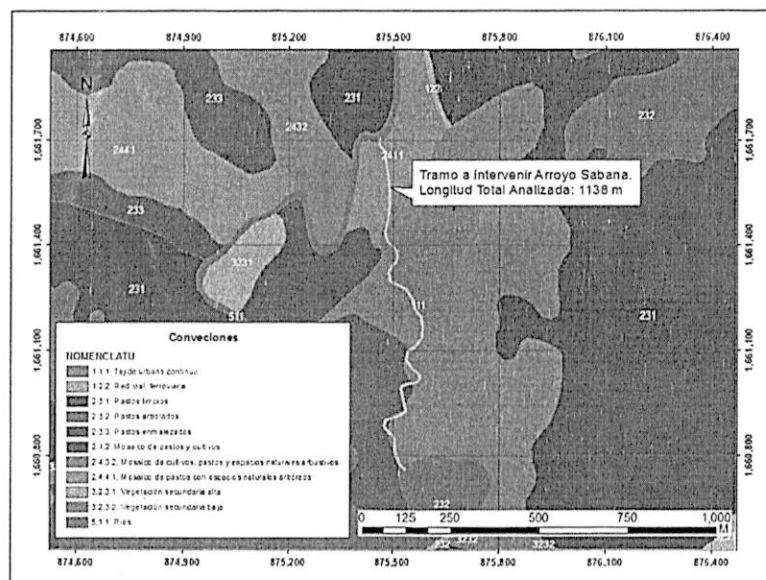 874,600 874,900 875,200 875,500 875,800 876,100 876,400
N
233
231
122
232
2432
2441
2411
1,661,700 1,661,700
Tramo a intervenir Arroyo Sabana.
Longitud Total Analizada: 1138 m
233
1,661,400 1,661,400
3231
231
511
11
231
Conveciones
NOMENCLATU
1.1.1. Tejido urbano continuo
1.2.2. Red vial, ferroviaria
2.3.1. Pastos limpios
2.3.2. Pastos arbolados
2.3.3. Pastos enmalezados
Mosaico de pastos y cultivos
2.4.3.2. Mosaico de cultivos, pastos y espacios naturales arbustivos
2.4.4.1. Mosaico de pastos con espacios naturales arbóreos
3.2.3.1. Vegetación secundaria alta
3.2.3.2. Vegetación secundaria baja
5.1.1. Ríos
1,661,100 1,661,100
1,660,800 1,660,800
232
0 125 250 500 750 1,000
M
232 3232 3232
874,600 874,900 875,200 875,500 875,800 876,100 876,400